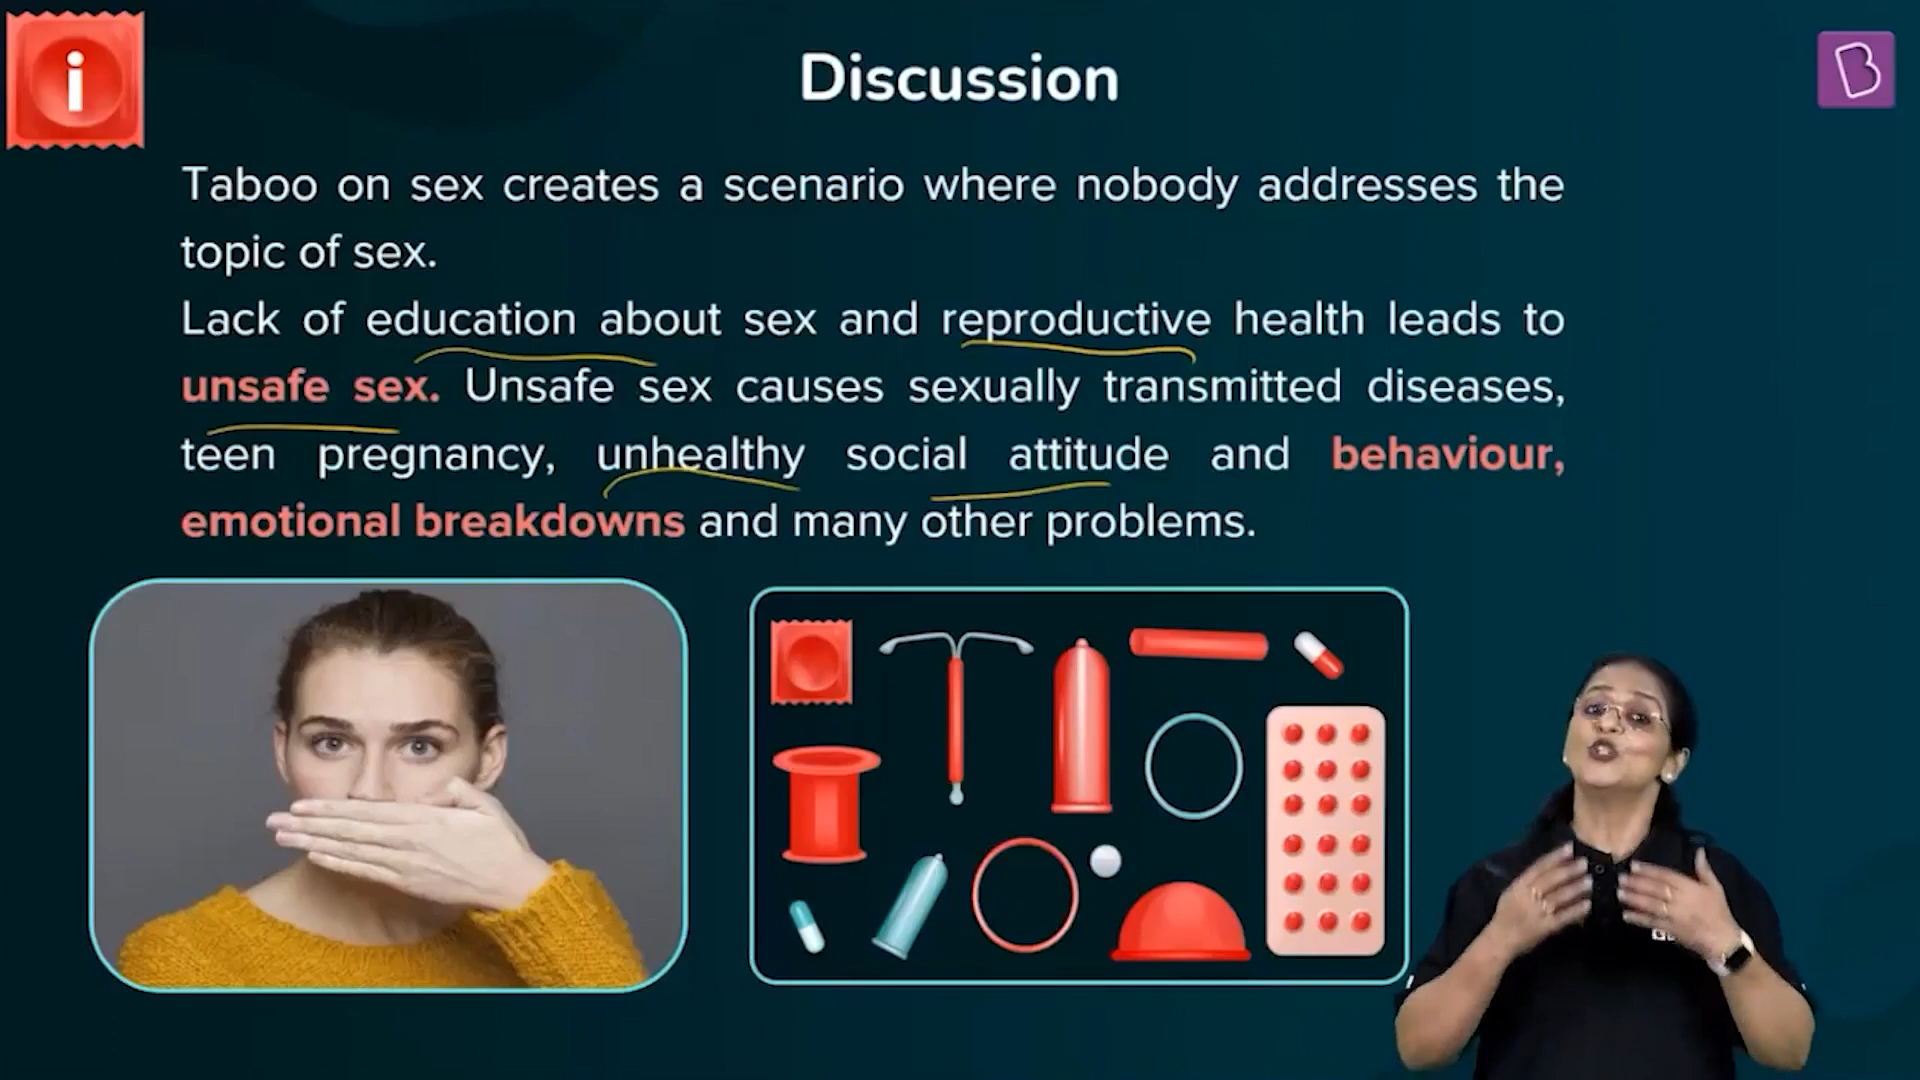 i
Discussion
B
Taboo on sex creates a scenario where nobody addresses the
topic of sex.
Lack of education about sex and reproductive health leads to
unsafe sex. Unsafe sex causes sexually transmitted diseases,
teen pregnancy, unhealthy social attitude and behaviour,
emotional breakdowns and many other problems.